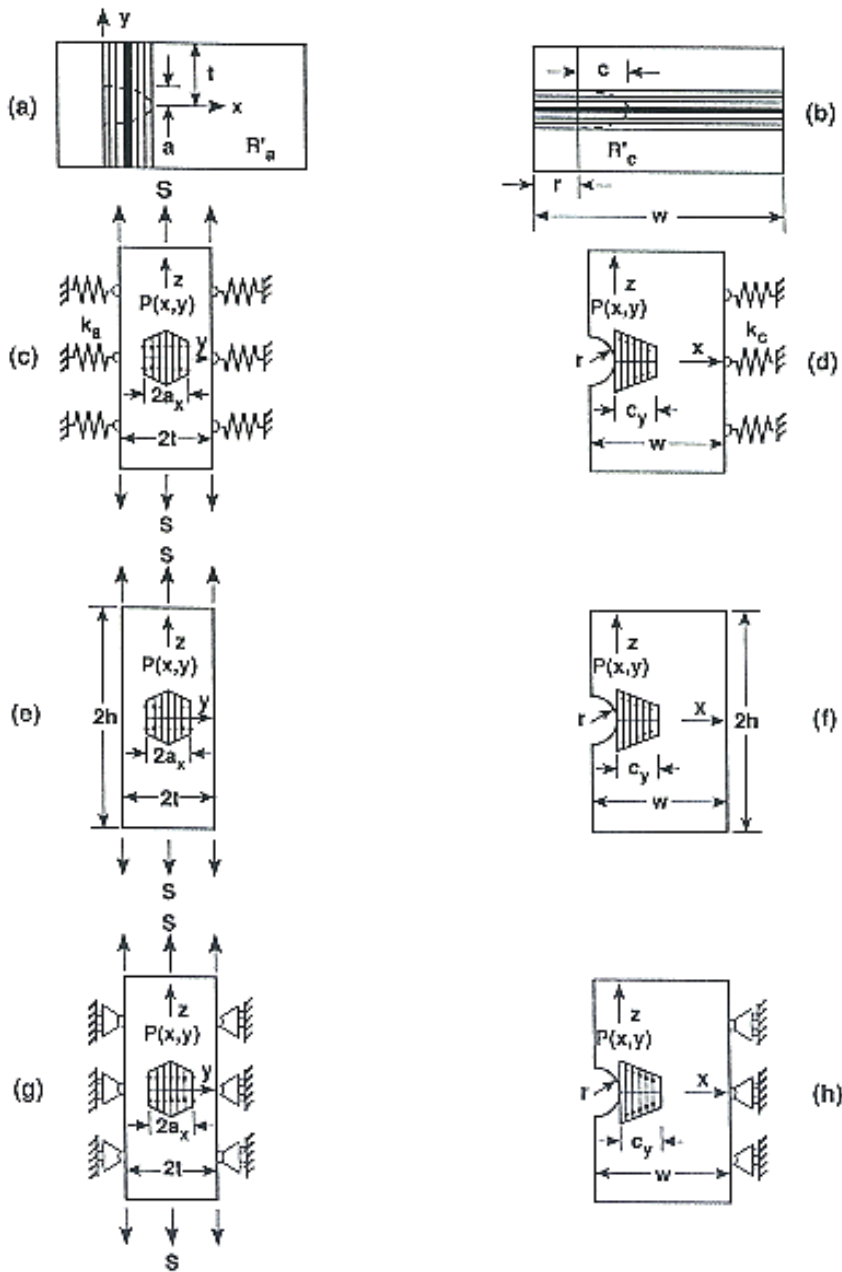 y
t
(a)
x
a
R'a
c
(b)
R'c
r
w
S
z
P(x,y)
ka
y
(c)
2ax
2t
S
z
P(x,y)
kc
r
x
(d)
cy
w
S
z
P(x,y)
y
(e)
2h
2ax
2t
S
z
P(x,y)
r
x
2h
(f)
cy
w
S
z
P(x,y)
y
(g)
2ax
2t
S
z
P(x,y)
r
x
(h)
cy
w